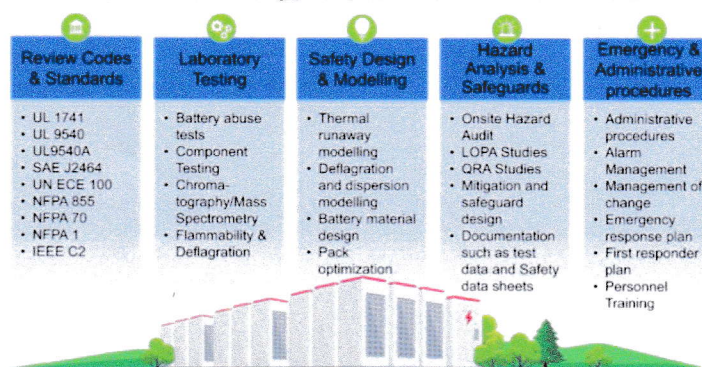 Review Codes
& Standards
• UL 1741
• UL 9540
• UL9540A
• SAE J2464
• UN ECE 100
• NFPA 855
• NFPA 70
• NFPA 1
• IEEE C2
Laboratory
Testing
• Battery abuse
tests
• Component
Testing
• Chroma-
tography/Mass
Spectrometry
• Flammability &
Deflagration
Safety Design
& Modelling
• Thermal
runaway
modelling
• Deflagration
and dispersion
modelling
• Battery material
design
• Pack
optimization
Hazard
Analysis &
Safeguards
• Onsite Hazard
Audit
• LOPA Studies
• QRA Studies
• Mitigation and
safeguard
design
• Documentation
such as test
data and Safety
data sheets
Emergency &
Administrative
procedures
• Administrative
procedures
• Alarm
Management
• Management of
change
• Emergency
response plan
• First responder
plan
• Personnel
Training